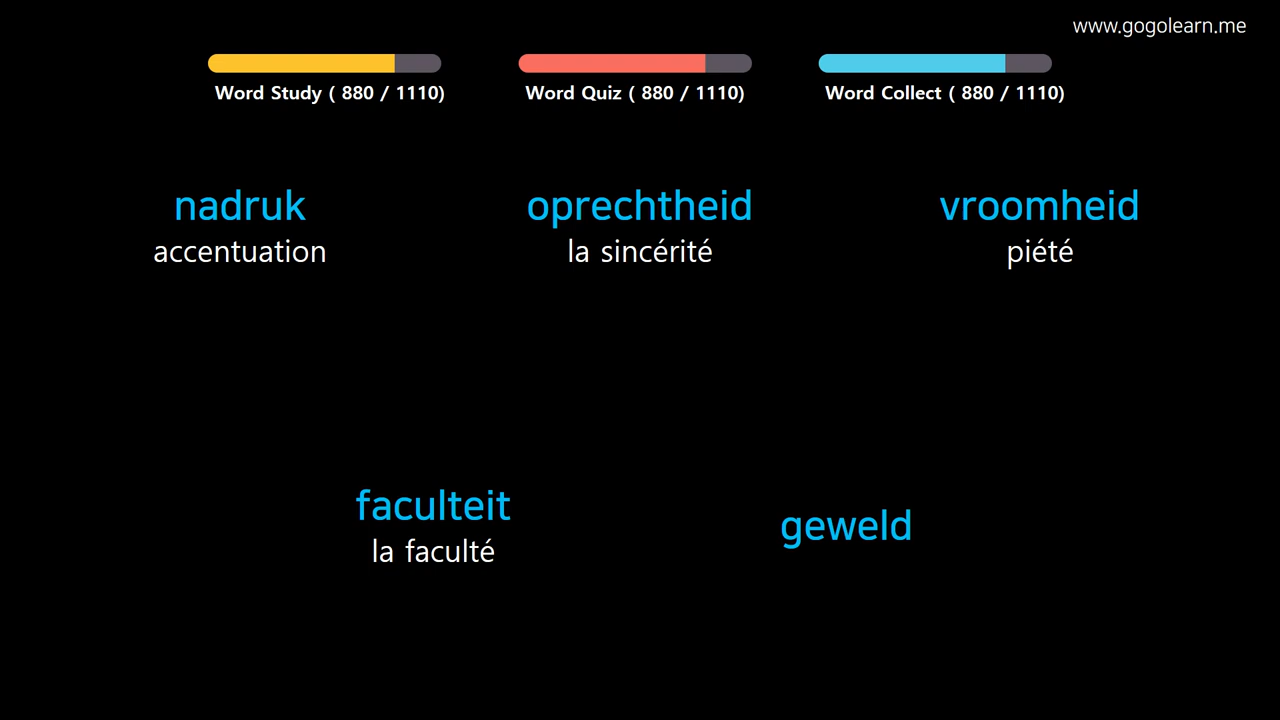 www.gogolearn.me
Word Study ( 880 / 1110)
Word Quiz ( 880 / 1110)
Word Collect ( 880 / 1110)
nadruk
accentuation
oprechtheid
la sincérité
vroomheid
piété
faculteit
la faculté
geweld